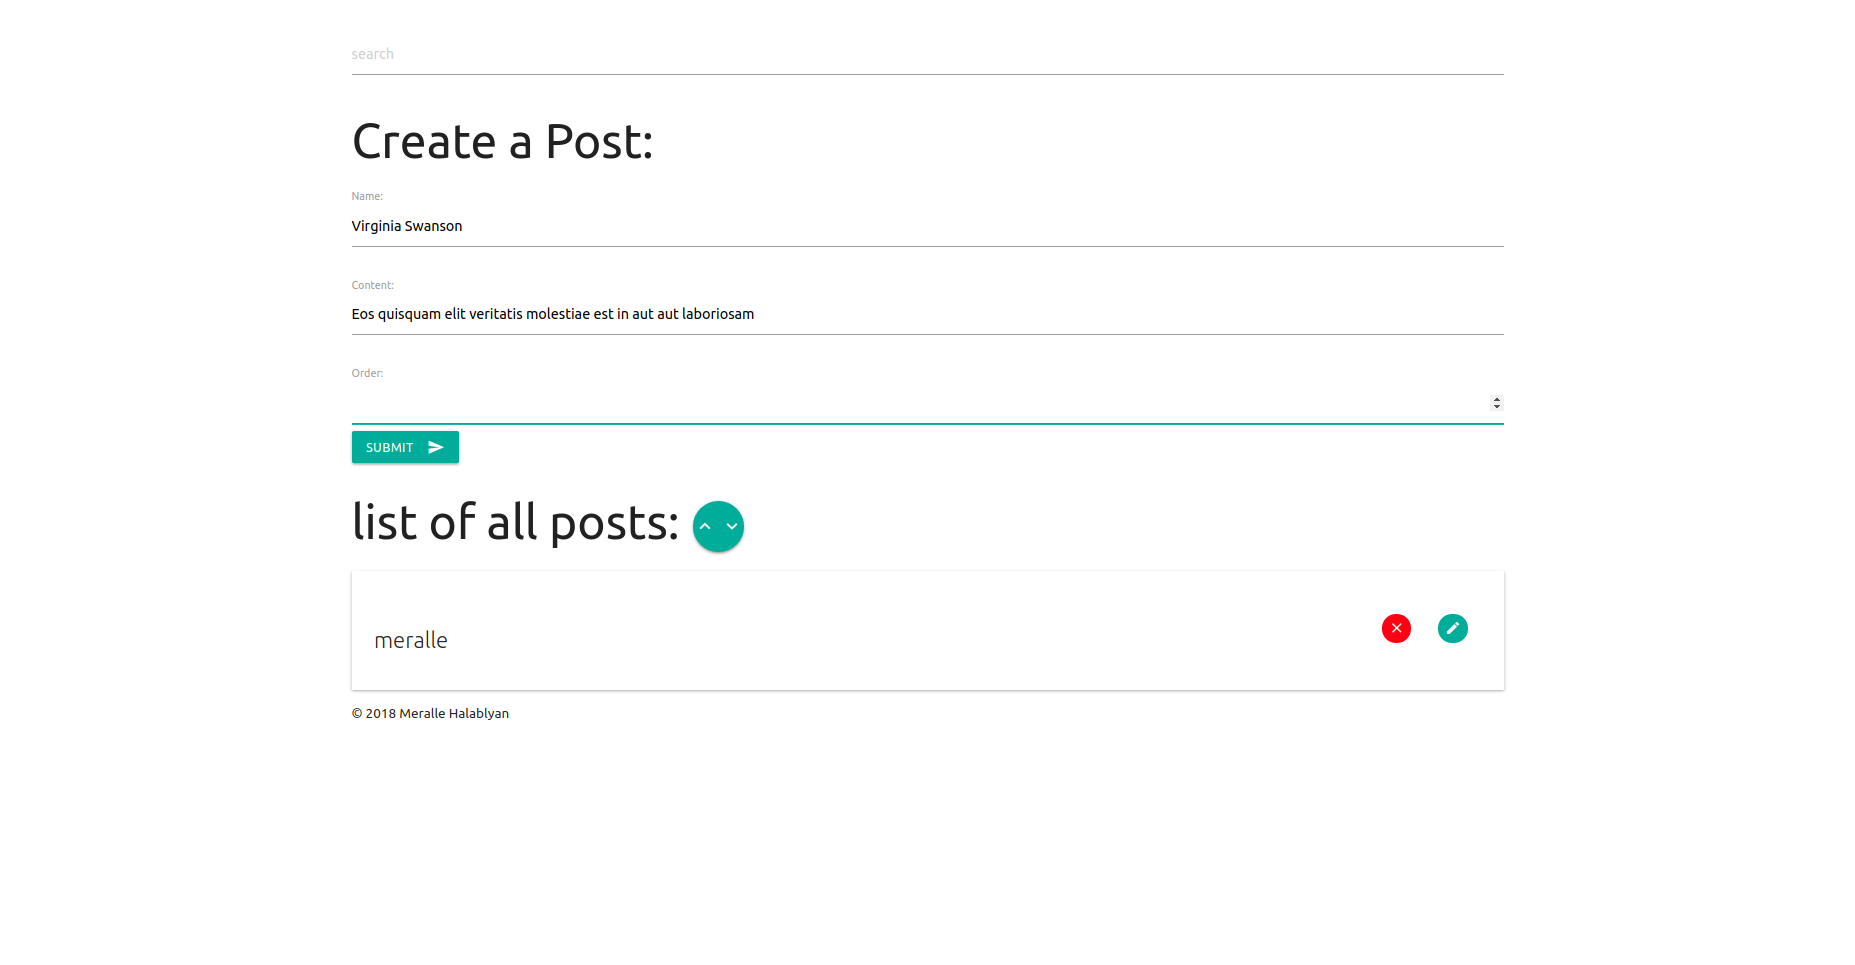 search
Create a Post:
Name:
Virginia Swanson
Content:
Eos quisquam elit veritatis molestiae est in aut aut laboriosam
Order:
SUBMIT
list of all posts:
meralle
© 2018 Meralle Halablyan